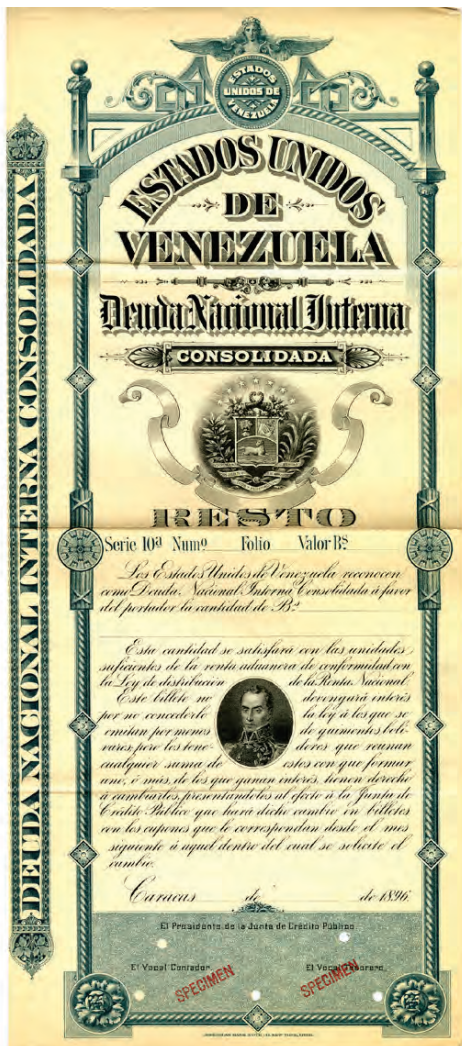 ESTADOS
UNIDOS DE
VENEZUELA
ESTADOS UNIDOS
DE
VENEZUELA
Deuda Nacional Interna
CONSOLIDADA
RESTO
Serie 10ª Numº Folio Valor Bˢ
Los Estados Unidos de Venezuela reconocen
como Deuda Nacional Interna Consolidada á favor
del portador la cantidad de Bˢ
Esta cantidad se satisfará con las unidades
suficientes de la renta aduanera de conformidad con
la Ley de distribución de la Renta Nacional
Este billete no devengará interés
por no concederlo la ley á los que se
emitan por menos de quinientos bolí-
vares, pero los tene- dores que reunan
cualquier suma de estos con que formar
uno, ó más, de los que ganan interés, tienen derecho
á cambiarlos, presentándolos al efecto á la Junta de
Crédito Público que hará dicho cambio en billetes
con los cupones que le correspondan desde el mes
siguiente á aquel dentro del cual se solicite el
cambio.
Caracas de de 1896.
El Presidente de la Junta de Crédito Público
El Vocal Contador El Vocal Tesorero
SPECIMEN SPECIMEN
DEUDA NACIONAL INTERNA CONSOLIDADA